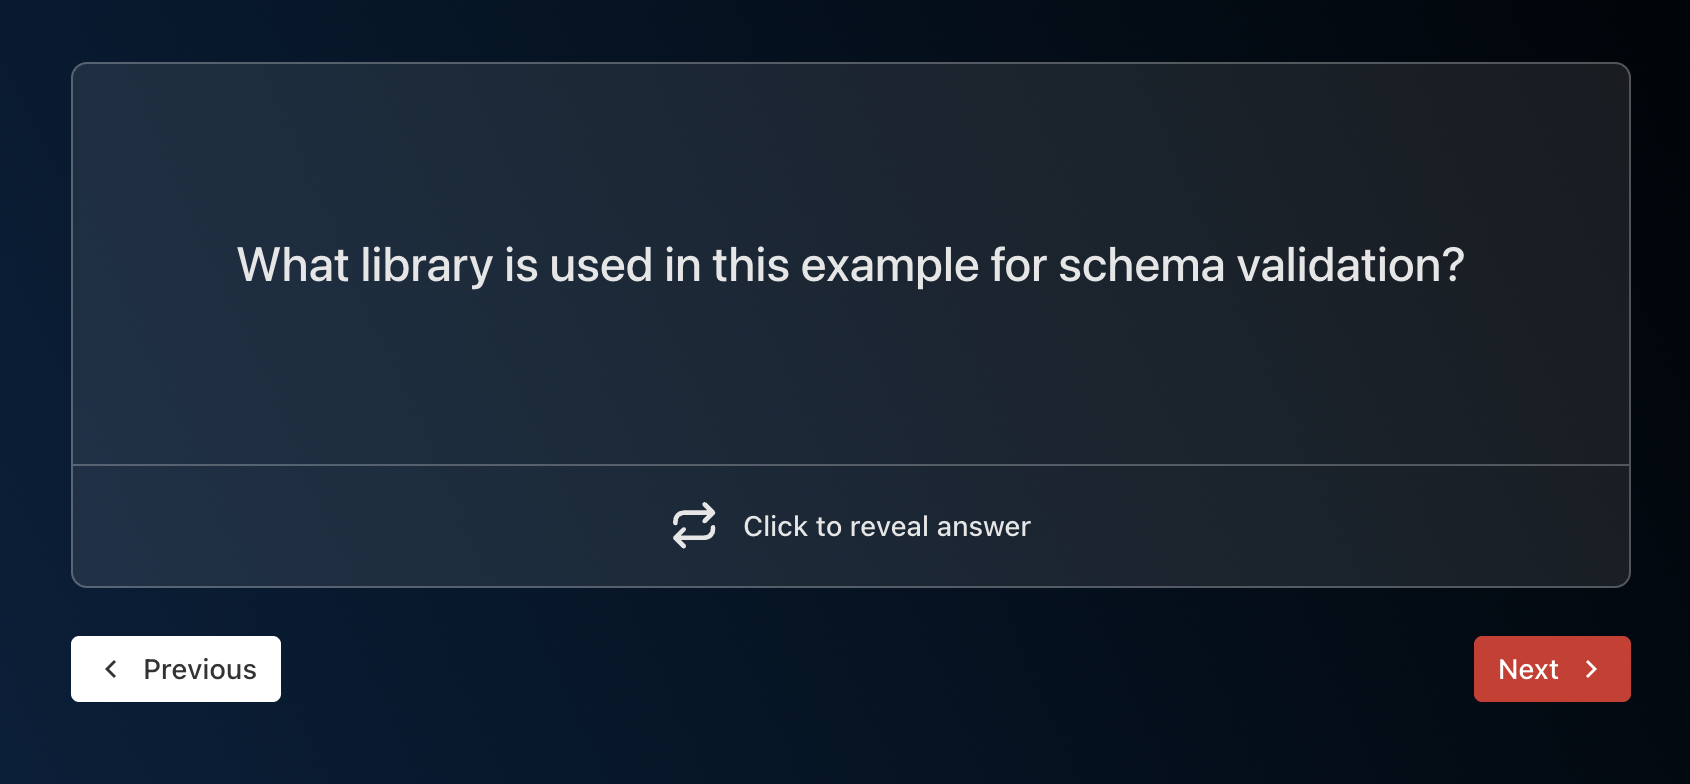 What library is used in this example for schema validation?
Click to reveal answer
Previous
Next